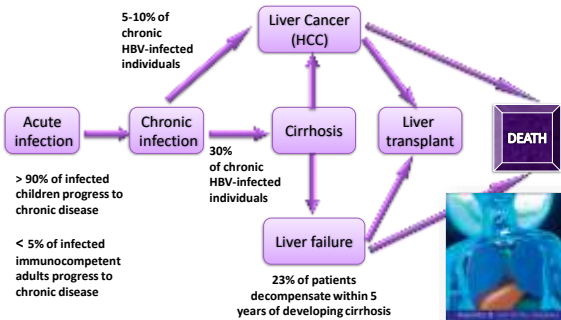 5-10% of
chronic
HBV-infected
individuals
Liver Cancer
(HCC)
Acute
infection
Chronic
infection
Cirrhosis
Liver
transplant
DEATH
30%
of chronic
HBV-infected
individuals
> 90% of infected
children progress to
chronic disease
< 5% of infected
immunocompetent
adults progress to
chronic disease
Liver failure
23% of patients
decompensate within 5
years of developing cirrhosis